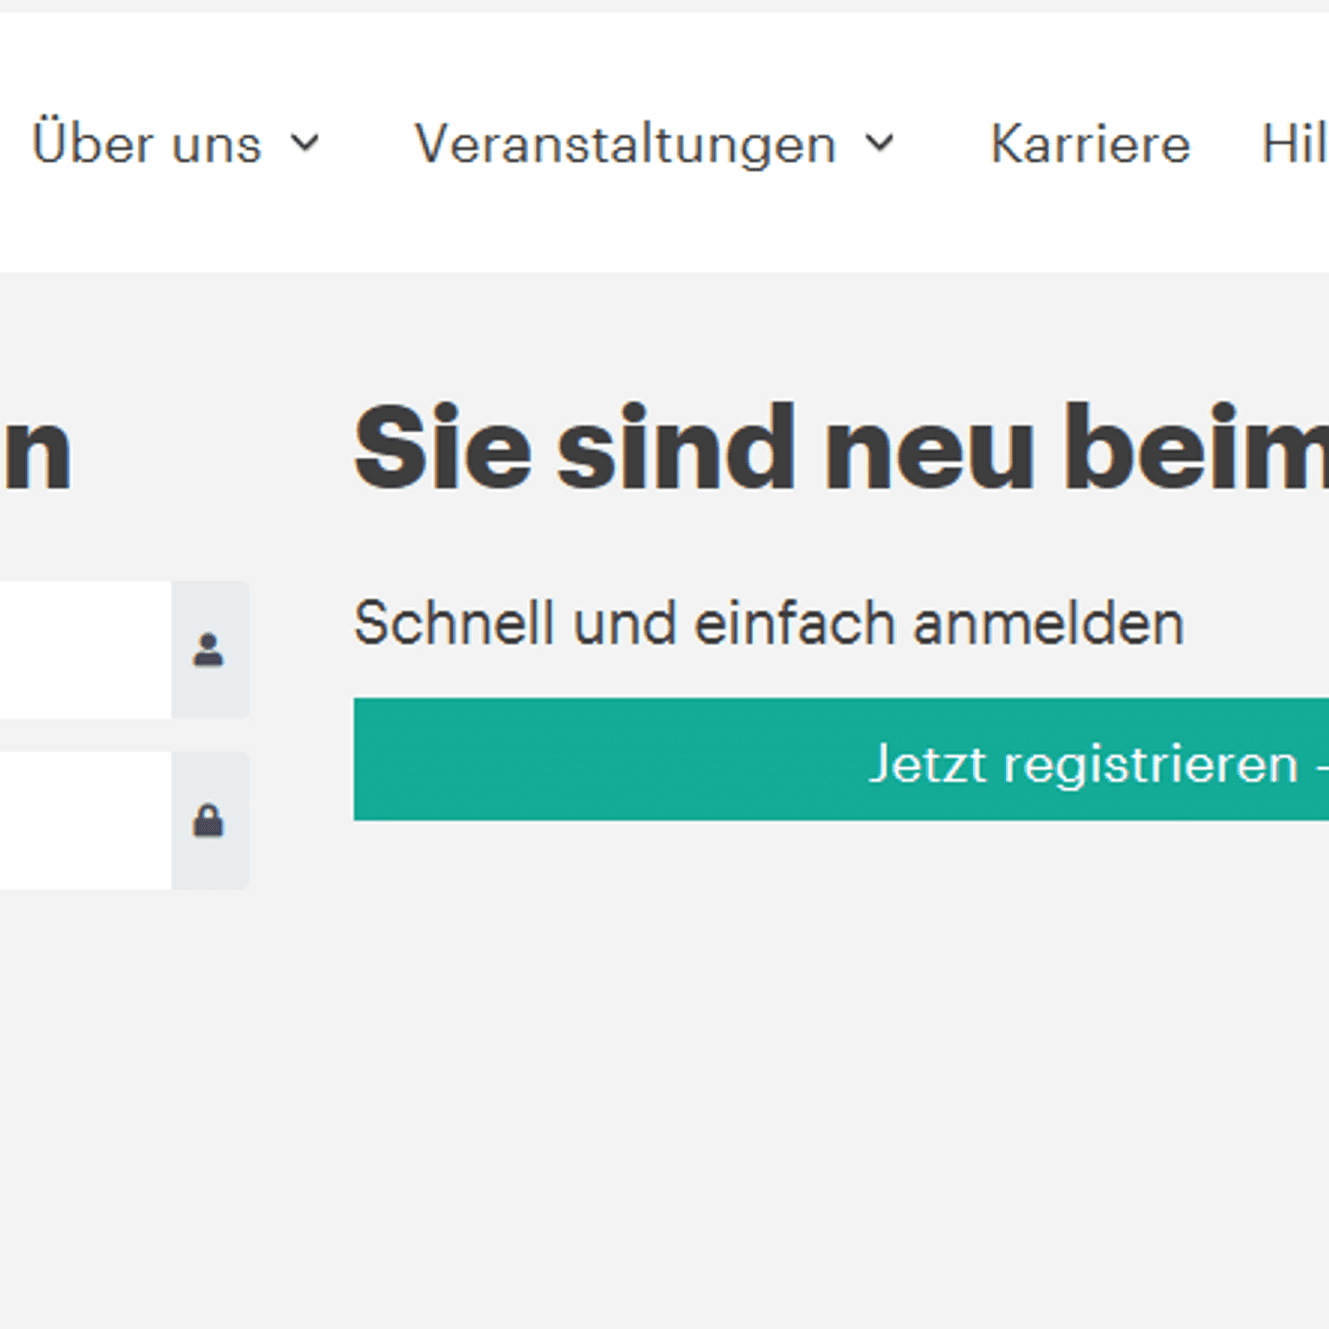 Über uns Veranstaltungen Karriere Hil
n Sie sind neu beim
Schnell und einfach anmelden
Jetzt registrieren